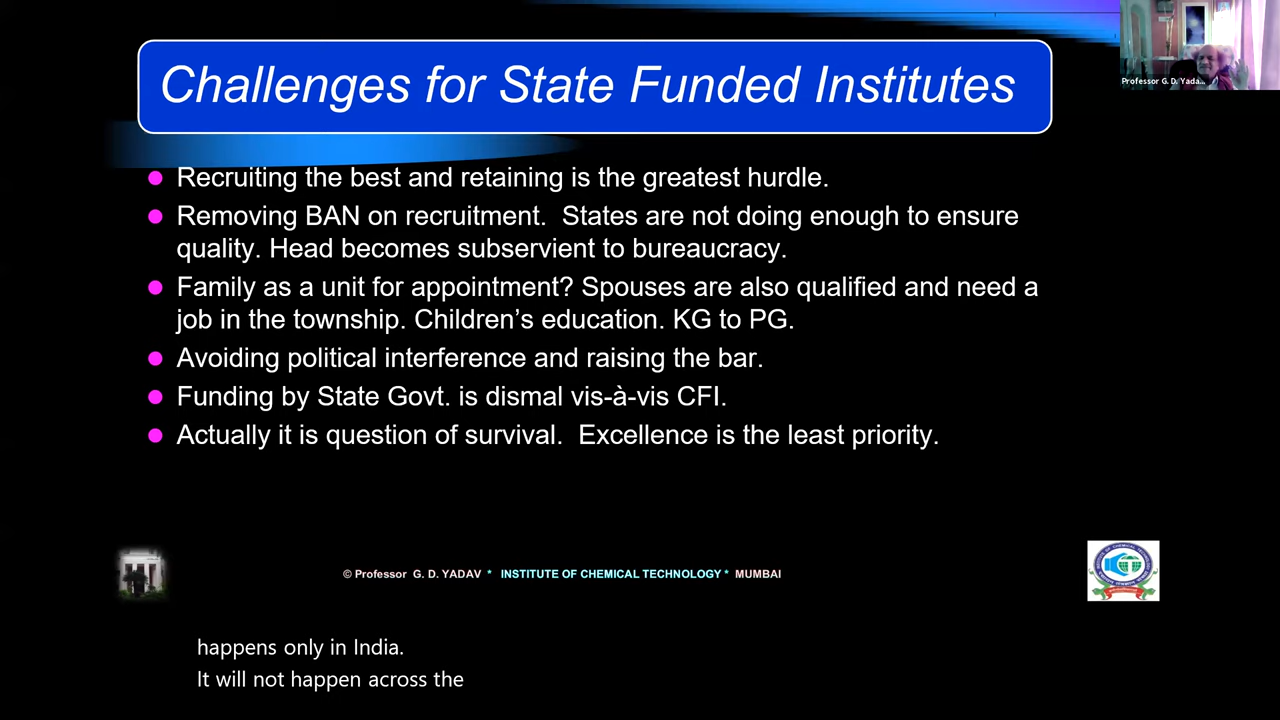 Challenges for State Funded Institutes
Professor G. D. Yada...
Recruiting the best and retaining is the greatest hurdle.
Removing BAN on recruitment. States are not doing enough to ensure
quality. Head becomes subservient to bureaucracy.
Family as a unit for appointment? Spouses are also qualified and need a
job in the township. Children’s education. KG to PG.
Avoiding political interference and raising the bar.
Funding by State Govt. is dismal vis-à-vis CFI.
Actually it is question of survival. Excellence is the least priority.
© Professor G. D. YADAV * INSTITUTE OF CHEMICAL TECHNOLOGY * MUMBAI
happens only in India.
It will not happen across the